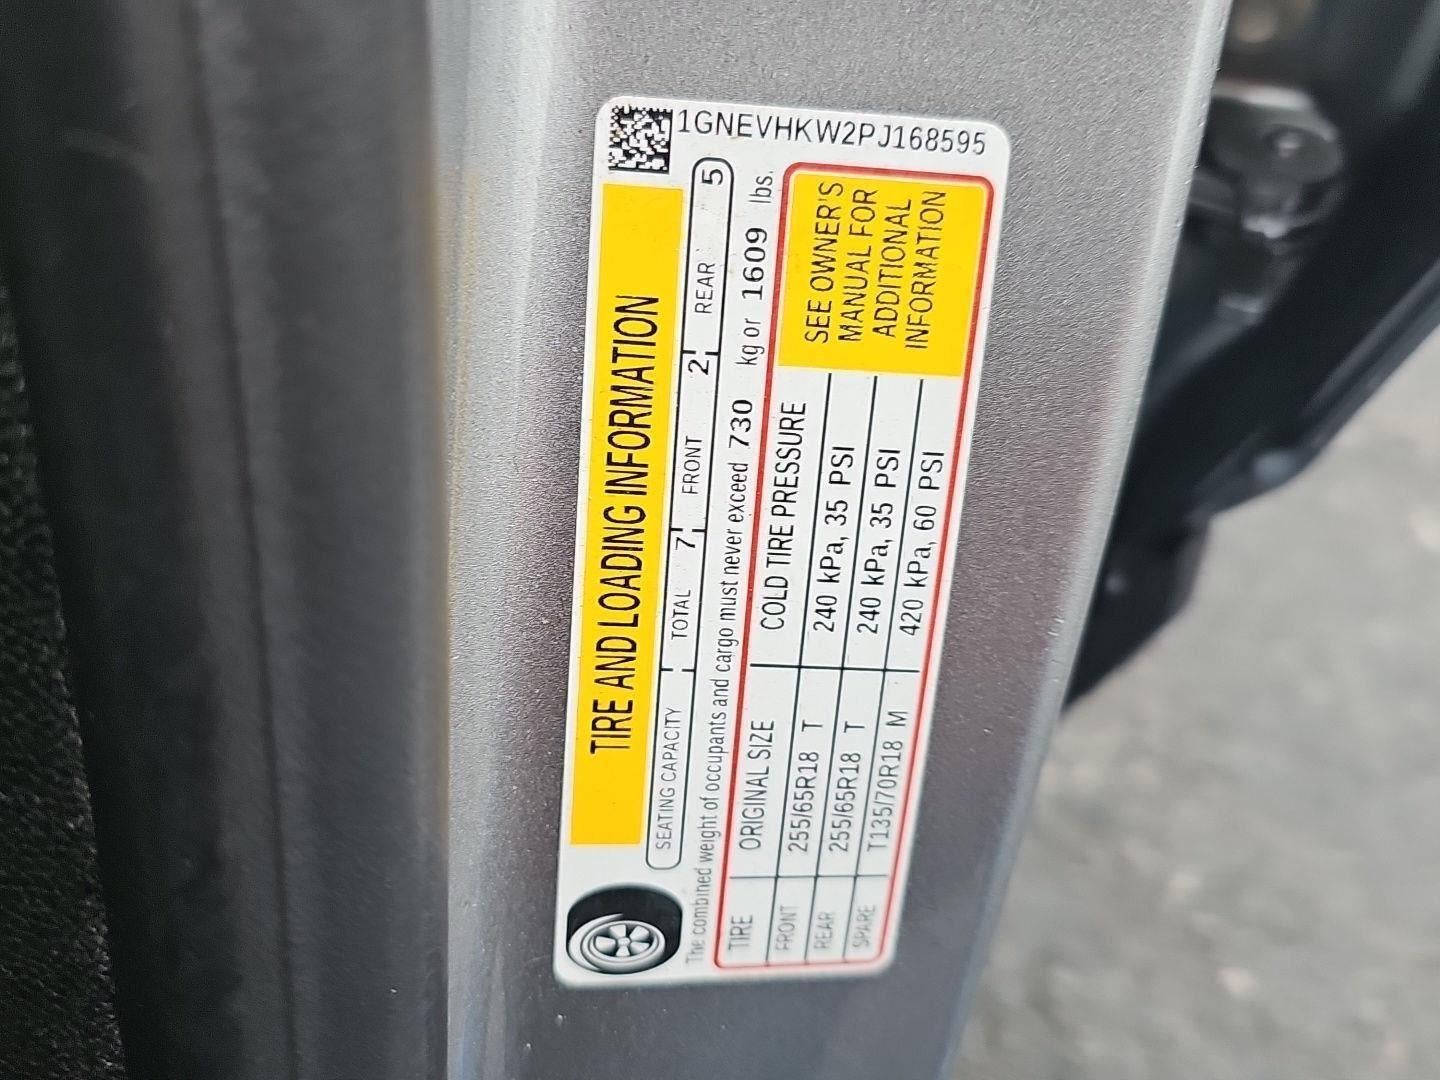 1GNEVHKW2PJ168595
TIRE AND LOADING INFORMATION
SEATING CAPACITY TOTAL 7 FRONT 2 REAR 5
The combined weight of occupants and cargo must never exceed 730 kg or 1609 lbs.
TIRE ORIGINAL SIZE COLD TIRE PRESSURE
FRONT 255/65R18 T 240 kPa, 35 PSI
REAR 255/65R18 T 240 kPa, 35 PSI
SPARE T135/70R18 M 420 kPa, 60 PSI
SEE OWNER'S
MANUAL FOR
ADDITIONAL
INFORMATION